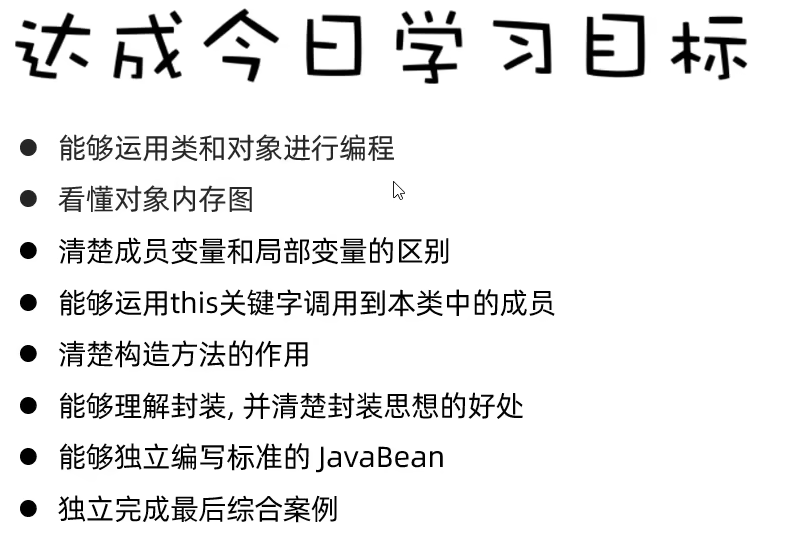 达成今日学习目标
● 能够运用类和对象进行编程
● 看懂对象内存图
● 清楚成员变量和局部变量的区别
● 能够运用this关键字调用到本类中的成员
● 清楚构造方法的作用
● 能够理解封装, 并清楚封装思想的好处
● 能够独立编写标准的 JavaBean
● 独立完成最后综合案例